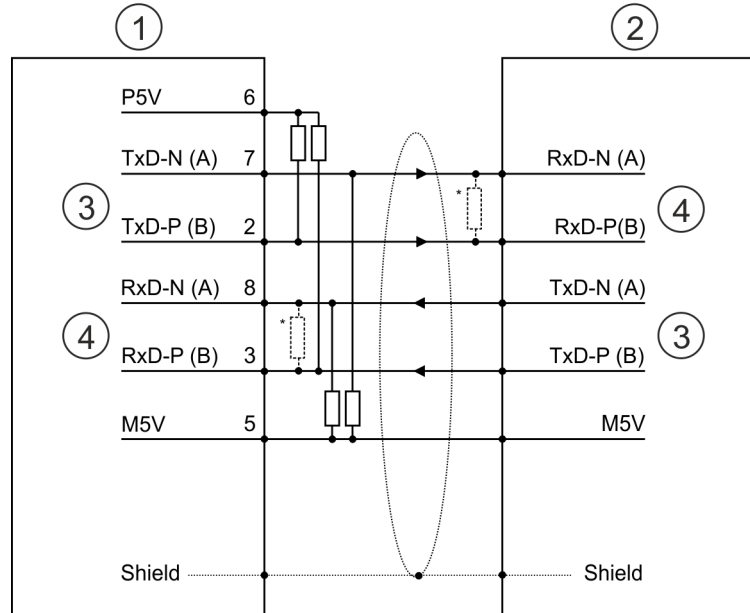 1 2
P5V 6
TxD-N (A) 7 RxD-N (A)
*
3 4
TxD-P (B) 2 RxD-P(B)
RxD-N (A) 8 TxD-N (A)
*
4 3
RxD-P (B) 3 TxD-P (B)
M5V 5 M5V
Shield Shield